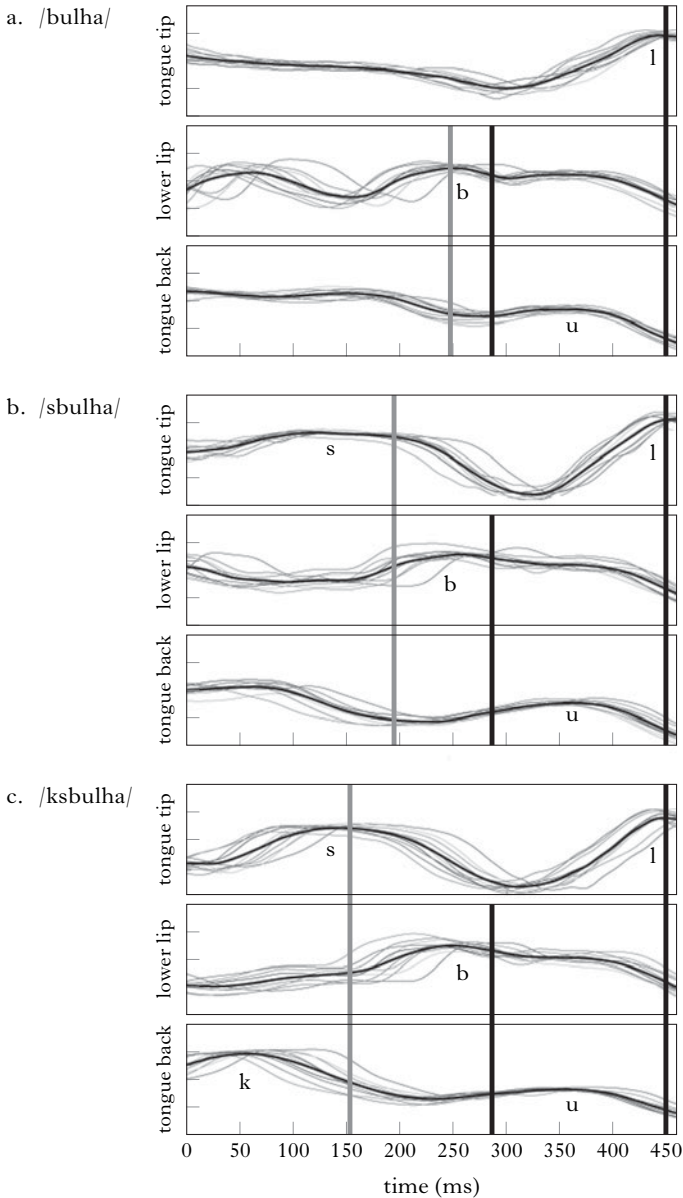 a. /bulha/
tongue tip
l
lower lip
b
tongue back
u
b. /sbulha/
tongue tip
s
l
lower lip
b
tongue back
u
c. /ksbulha/
tongue tip
s
l
lower lip
b
tongue back
k
u
0 50 100 150 200 250 300 350 400 450
time (ms)